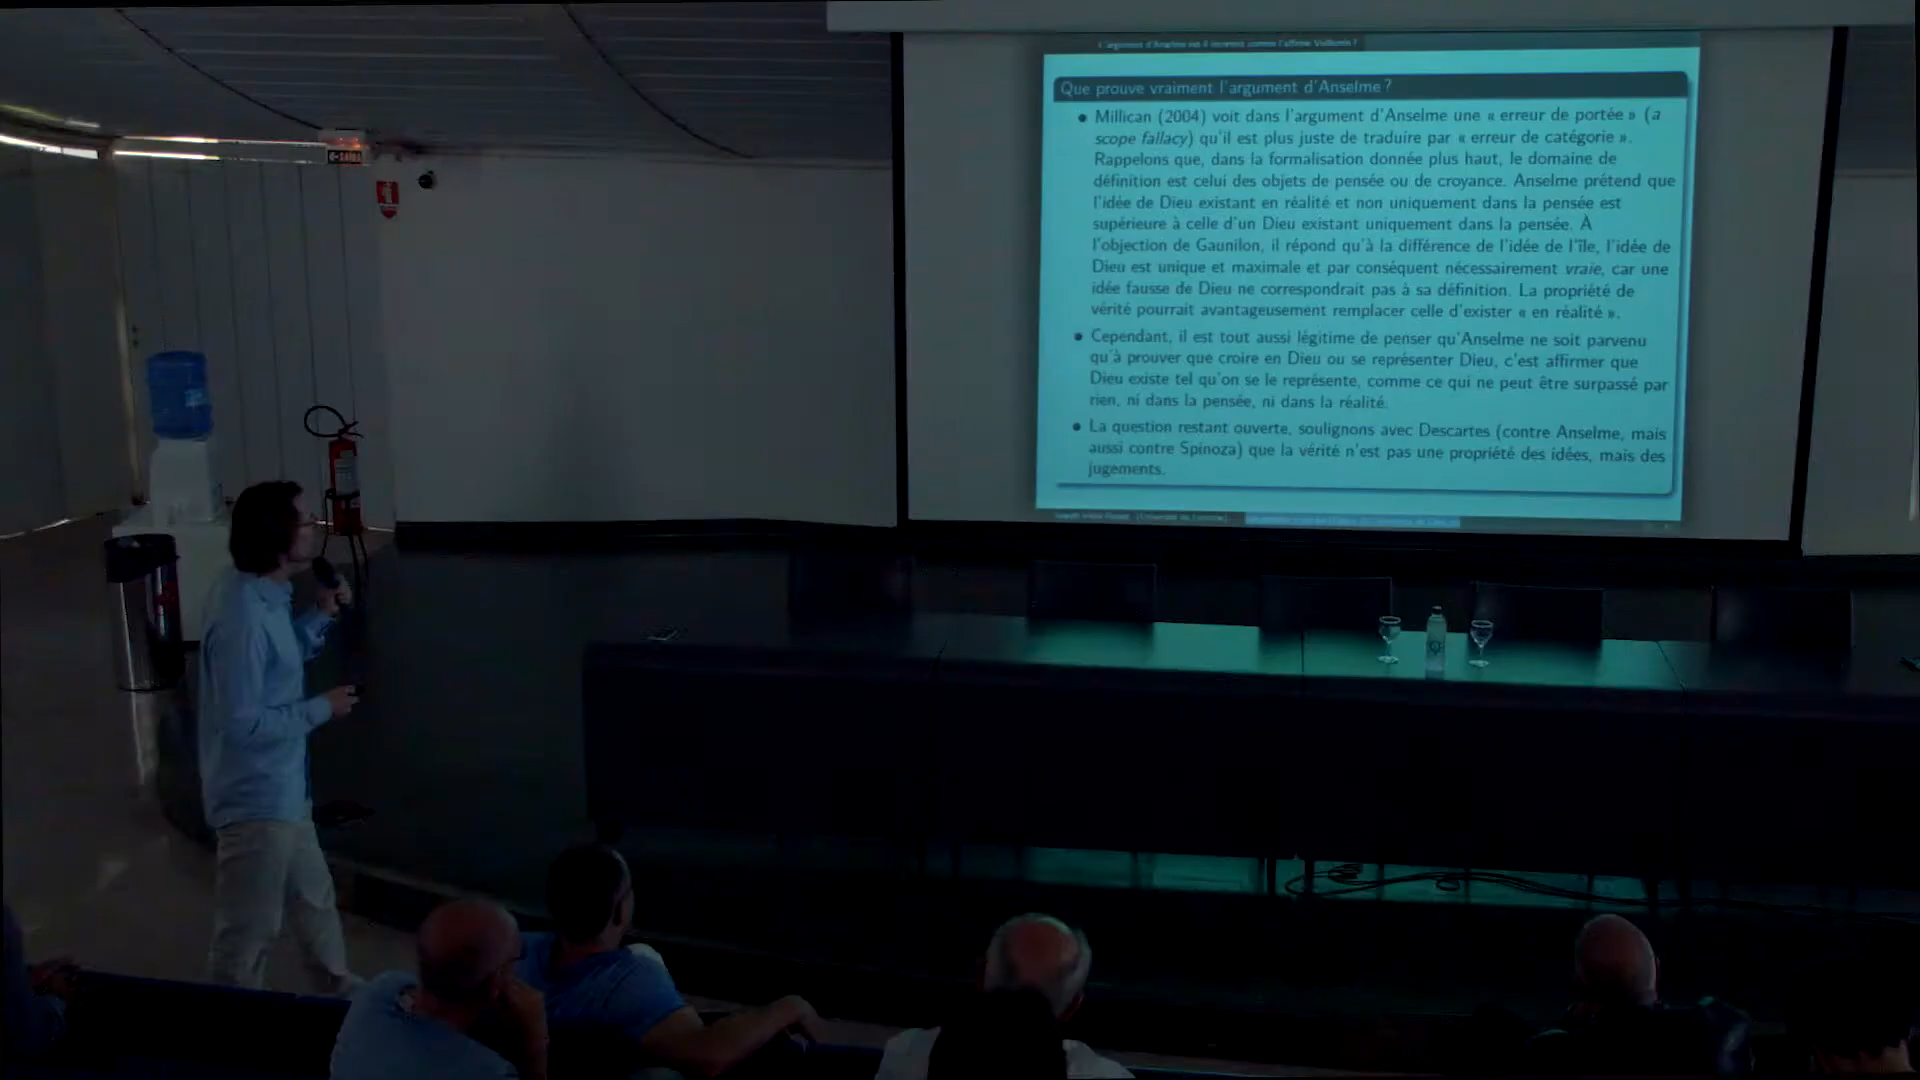 L'argument d'Anselme est-il incorrect comme l'affirme Vuillemin ?
Que prouve vraiment l'argument d'Anselme ?
• Millican (2004) voit dans l'argument d'Anselme une « erreur de portée » (a
scope fallacy) qu'il est plus juste de traduire par « erreur de catégorie ».
Rappelons que, dans la formalisation donnée plus haut, le domaine de
définition est celui des objets de pensée ou de croyance. Anselme prétend que
l'idée de Dieu existant en réalité et non uniquement dans la pensée est
supérieure à celle d'un Dieu existant uniquement dans la pensée. À
l'objection de Gaunilon, il répond qu'à la différence de l'idée de l'île, l'idée de
Dieu est unique et maximale et par conséquent nécessairement vraie, car une
idée fausse de Dieu ne correspondrait pas à sa définition. La propriété de
vérité pourrait avantageusement remplacer celle d'exister « en réalité ».
• Cependant, il est tout aussi légitime de penser qu'Anselme ne soit parvenu
qu'à prouver que croire en Dieu ou se représenter Dieu, c'est affirmer que
Dieu existe tel qu'on se le représente, comme ce qui ne peut être surpassé par
rien, ni dans la pensée, ni dans la réalité.
• La question restant ouverte, soulignons avec Descartes (contre Anselme, mais
aussi contre Spinoza) que la vérité n'est pas une propriété des idées, mais des
jugements.